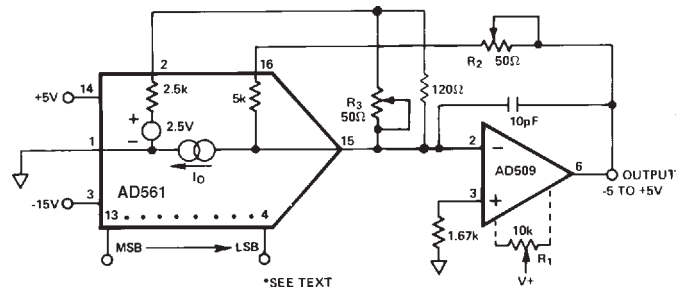 2
16
R2 50Ω
14
+5V
2.5k
5k
R3
50Ω
120Ω
10pF
+
2.5V
−
1
15
2
−
IO
AD509
6
OUTPUT
-5 TO +5V
3
-15V
AD561
3
+
13
4
1.67k
10k
R1
MSB
LSB
V+
*SEE TEXT